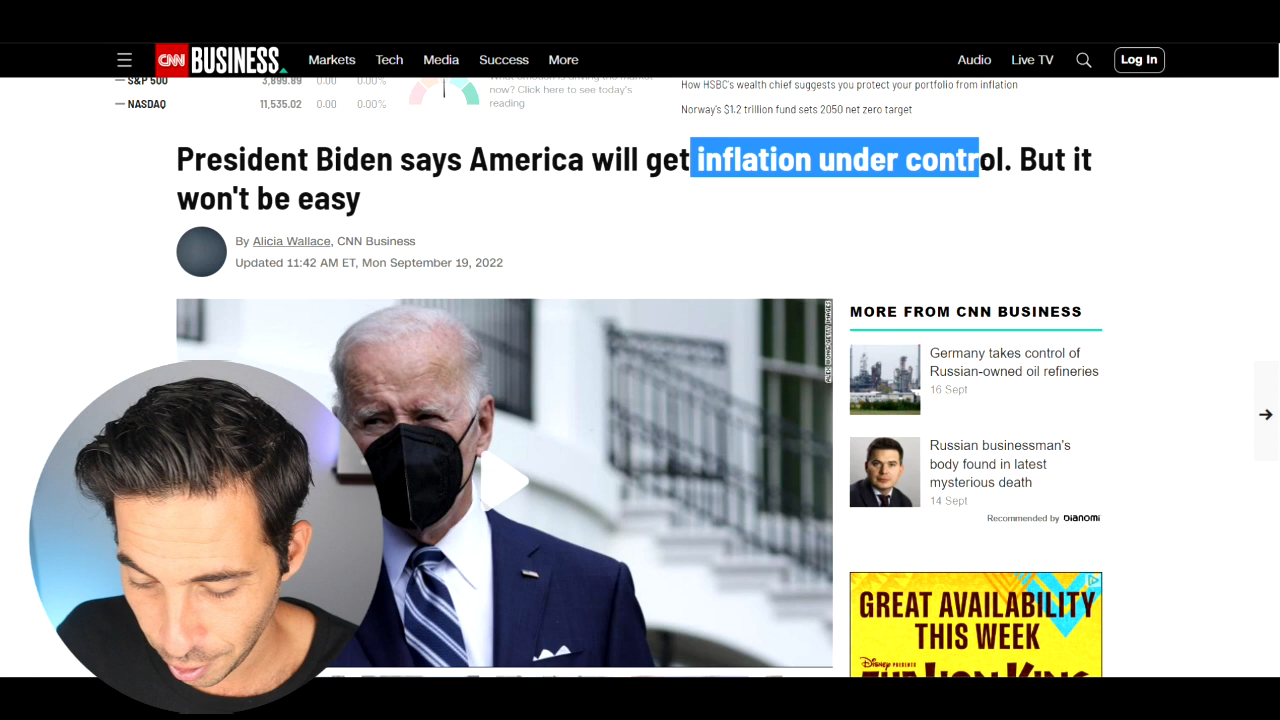 CNN BUSINESS
Markets Tech Media Success More
Audio Live TV Log In
S&P 500 3,899.89 0.00 0.00%
NASDAQ 11,535.02 0.00 0.00%
now? Click here to see today's
reading
How HSBC's wealth chief suggests you protect your portfolio from inflation
Norway's $1.2 trillion fund sets 2050 net zero target
President Biden says America will get inflation under control. But it
won't be easy
By Alicia Wallace, CNN Business
Updated 11:42 AM ET, Mon September 19, 2022
MORE FROM CNN BUSINESS
Germany takes control of
Russian-owned oil refineries
16 Sept
Russian businessman's
body found in latest
mysterious death
14 Sept
Recommended by bianomi
GREAT AVAILABILITY
THIS WEEK
Disney PRESENTS
THE LION KING